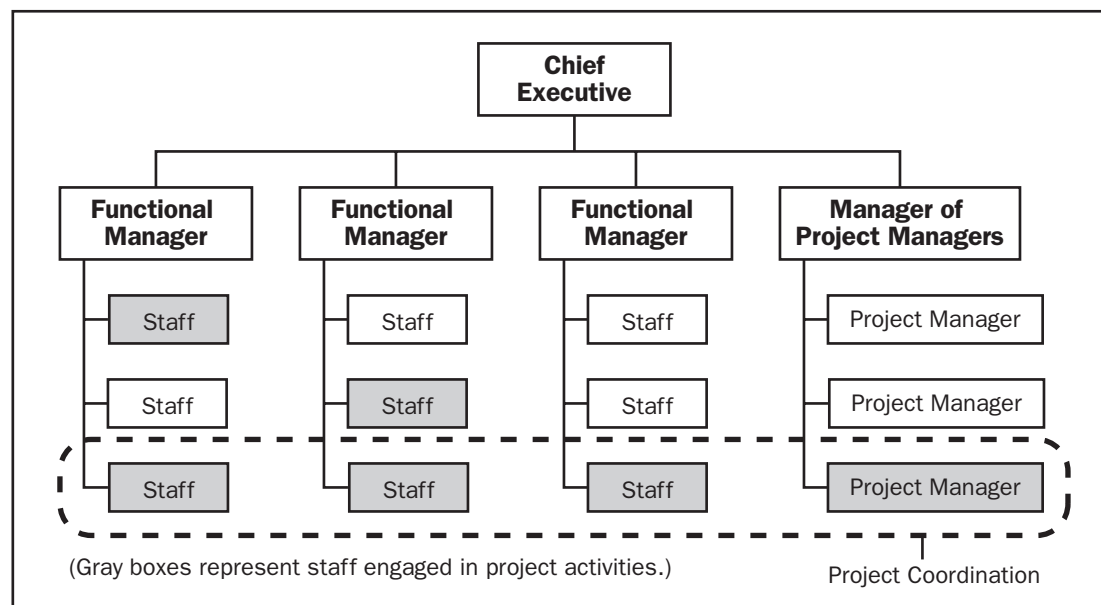 Chief
Executive
Functional
Manager
Functional
Manager
Functional
Manager
Manager of
Project Managers
Staff
Staff
Staff
Project Manager
Staff
Staff
Staff
Project Manager
Staff
Staff
Staff
Project Manager
(Gray boxes represent staff engaged in project activities.)
Project Coordination